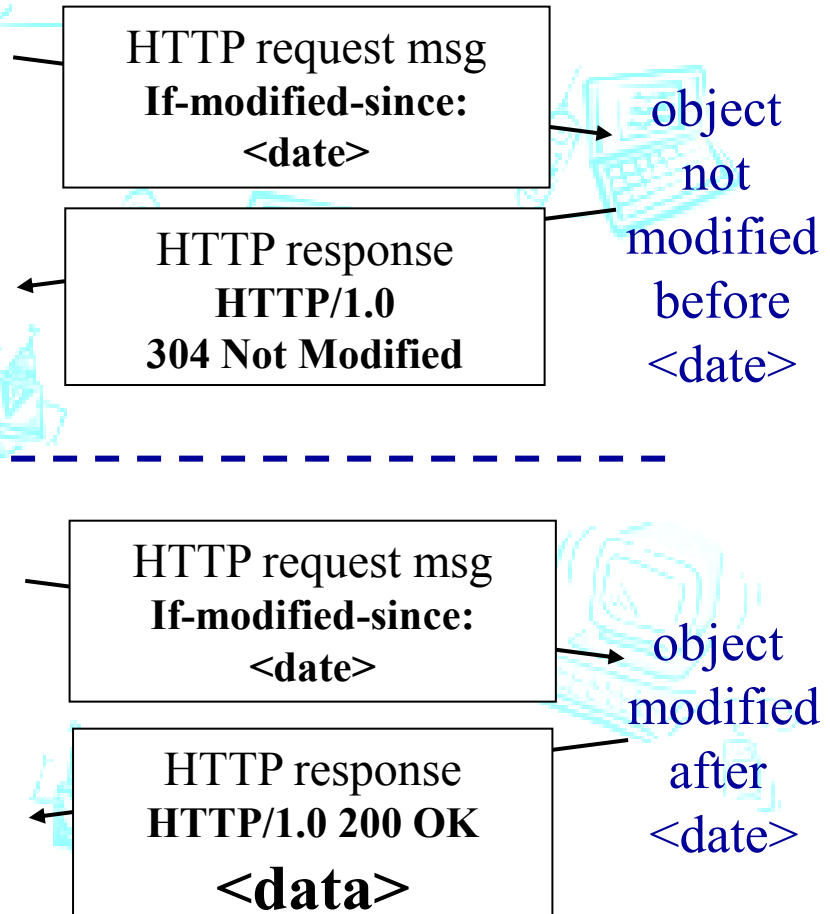 HTTP request msg
If-modified-since:
<date>
object
not
modified
before
<date>
HTTP response
HTTP/1.0
304 Not Modified
HTTP request msg
If-modified-since:
<date>
object
modified
after
<date>
HTTP response
HTTP/1.0 200 OK
<data>